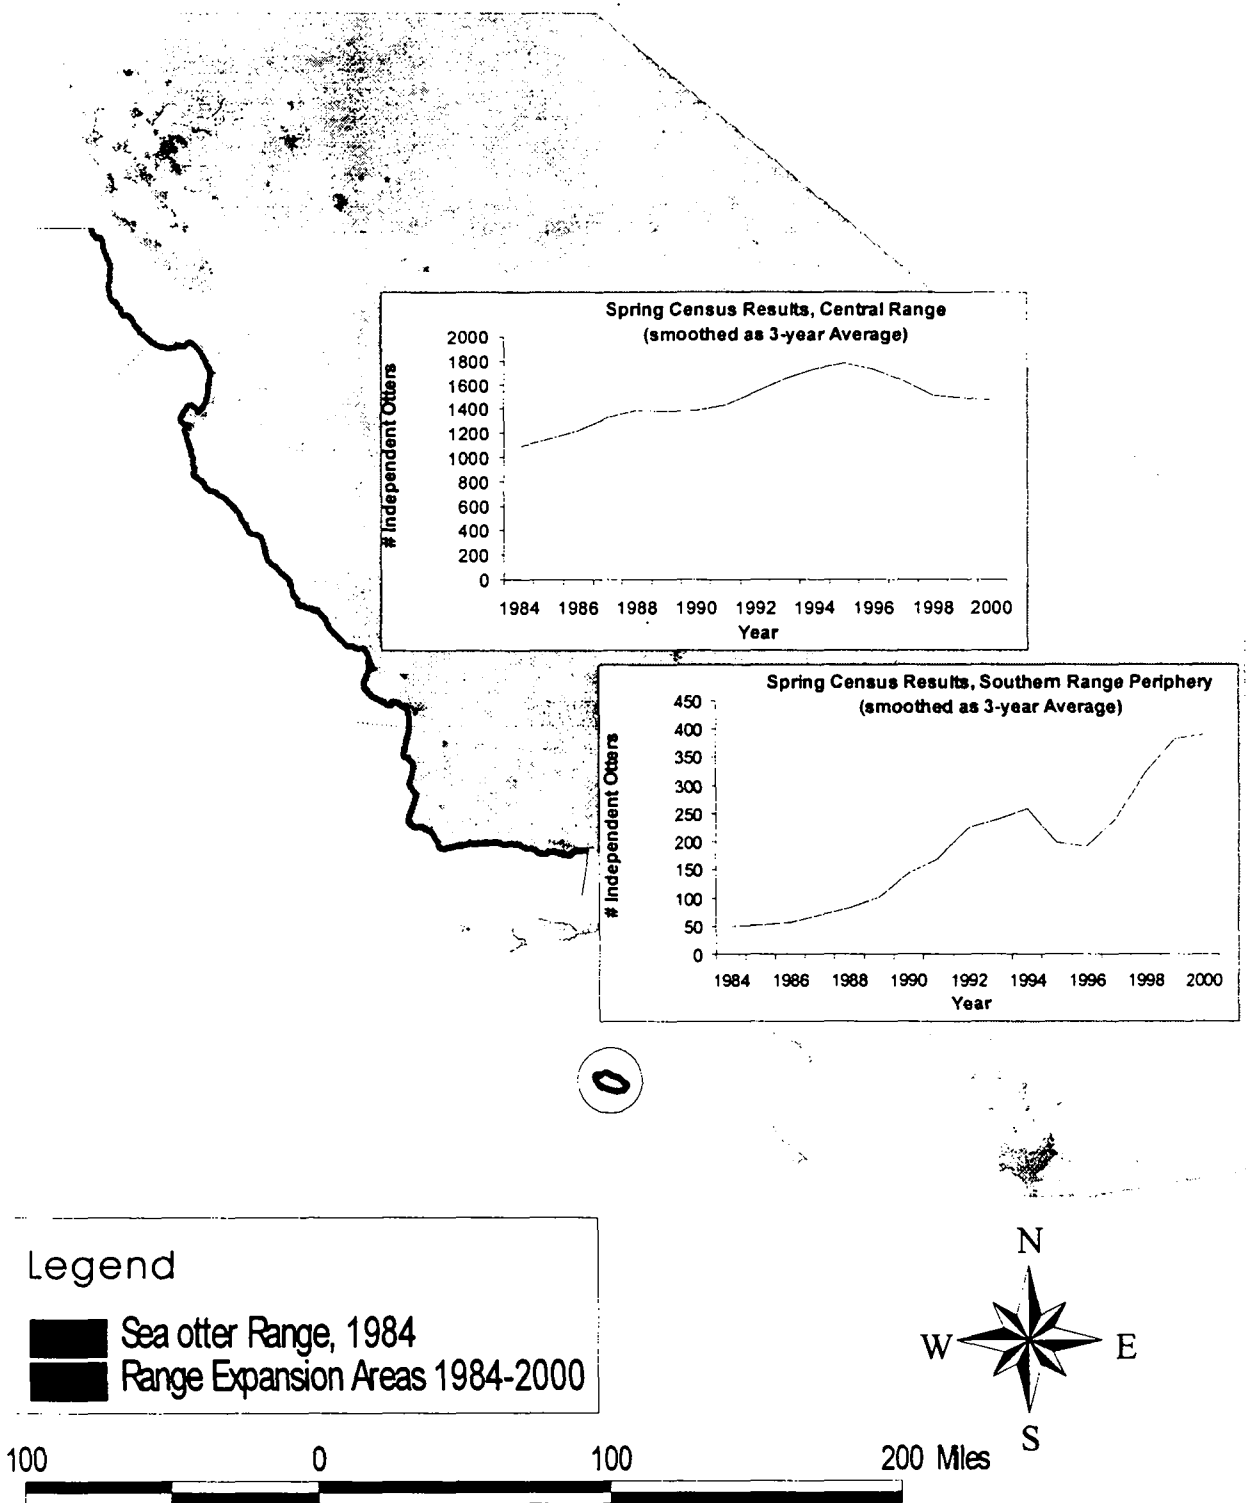 Spring Census Results, Central Range
(smoothed as 3-year Average)
2000
1800
1600
1400
1200
1000
800
600
400
200
0
# Independent Otters
1984 1986 1988 1990 1992 1994 1996 1998 2000
Year
Spring Census Results, Southern Range Periphery
(smoothed as 3-year Average)
450
400
350
300
250
200
150
100
50
0
# Independent Otters
1984 1986 1988 1990 1992 1994 1996 1998 2000
Year
Legend
Sea otter Range, 1984
Range Expansion Areas 1984-2000
N
W E
S
100 0 100 200 Miles